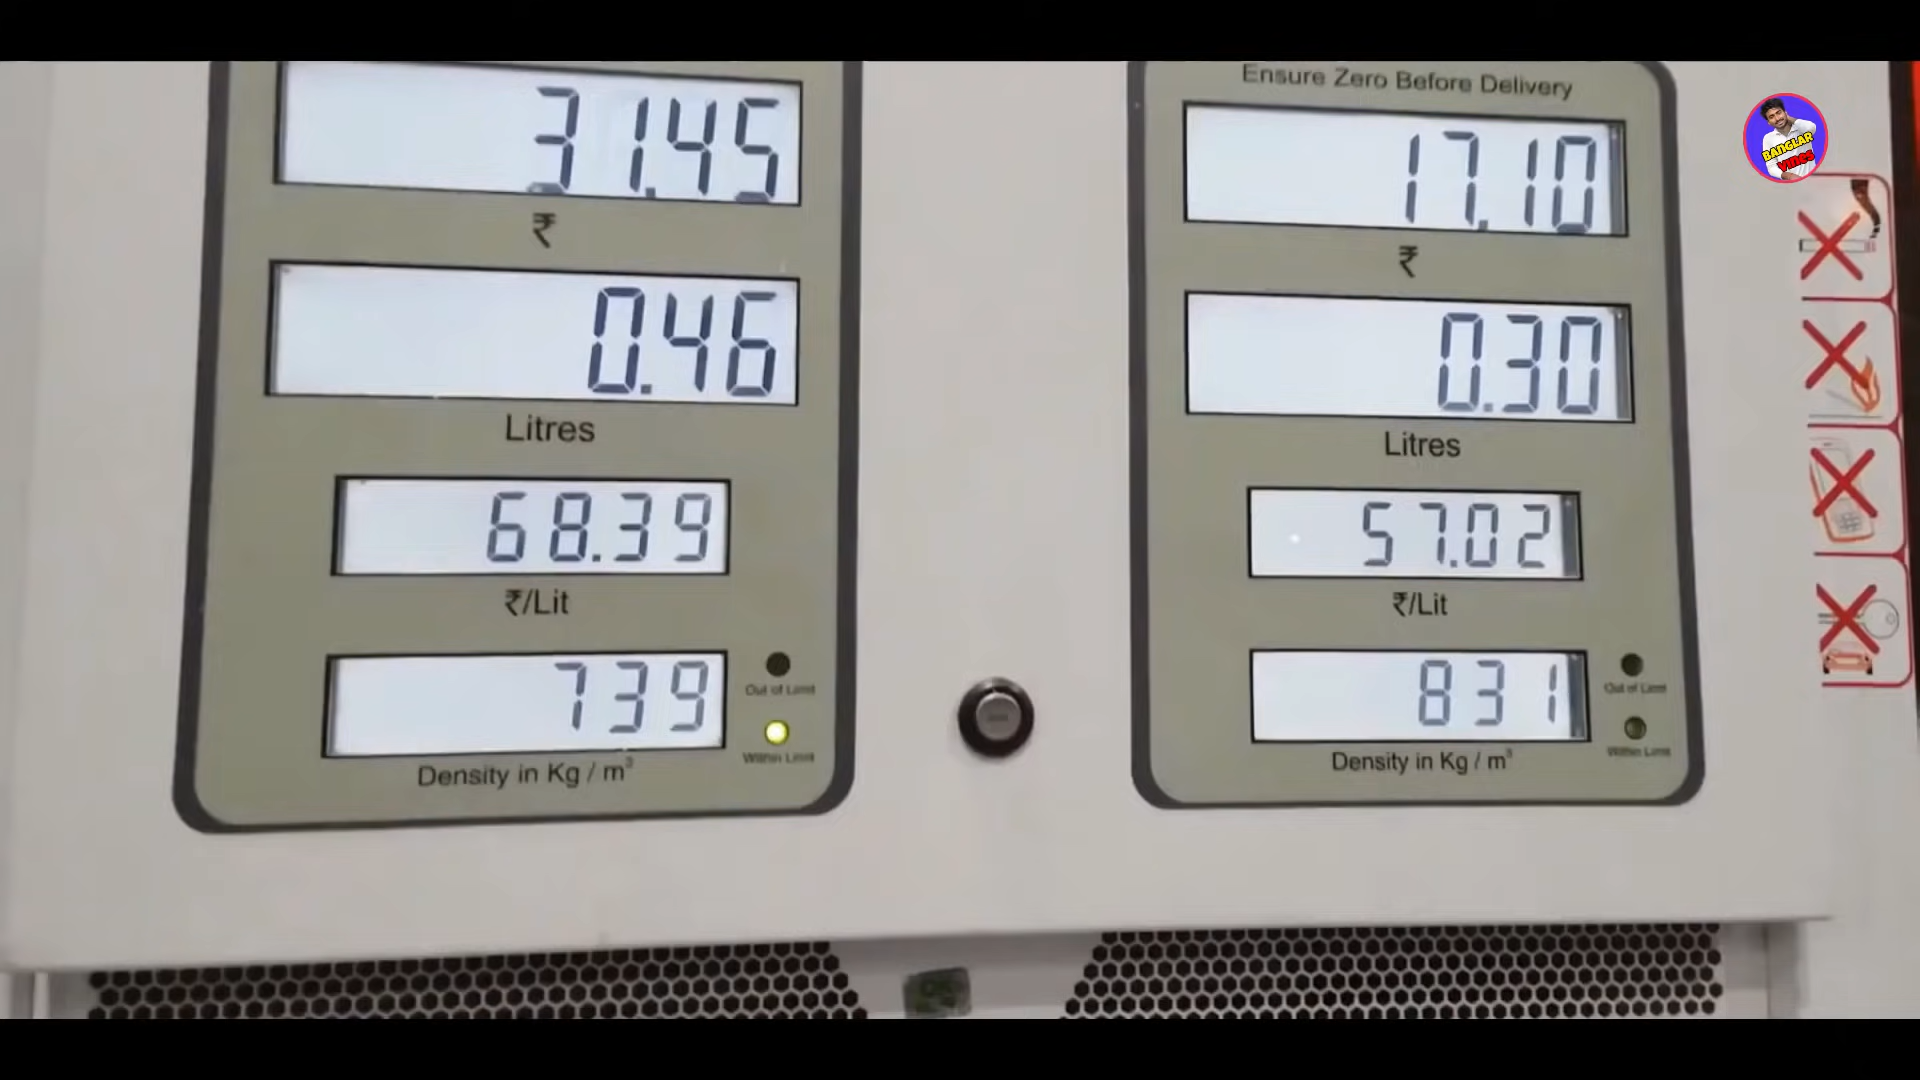 31.45
₹
0.46
Litres
68.39
₹/Lit
739
Out of Limit
Within Limit
Density in Kg / m³
Ensure Zero Before Delivery
17.10
₹
0.30
Litres
57.02
₹/Lit
831
Out of Limit
Within Limit
Density in Kg / m³
BANGLAR
VINES